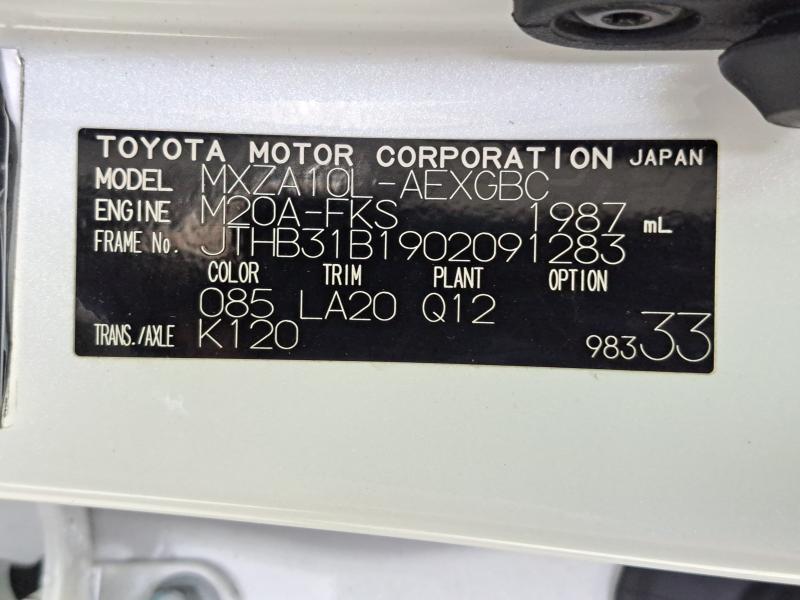 TOYOTA MOTOR CORPORATION JAPAN
MODEL MXZA10L-AEXGBC
ENGINE M20A-FKS 1987 mL
FRAME No. JTHB31B1902091283
COLOR TRIM PLANT OPTION
085 LA20 Q12
TRANS./AXLE K120 98333